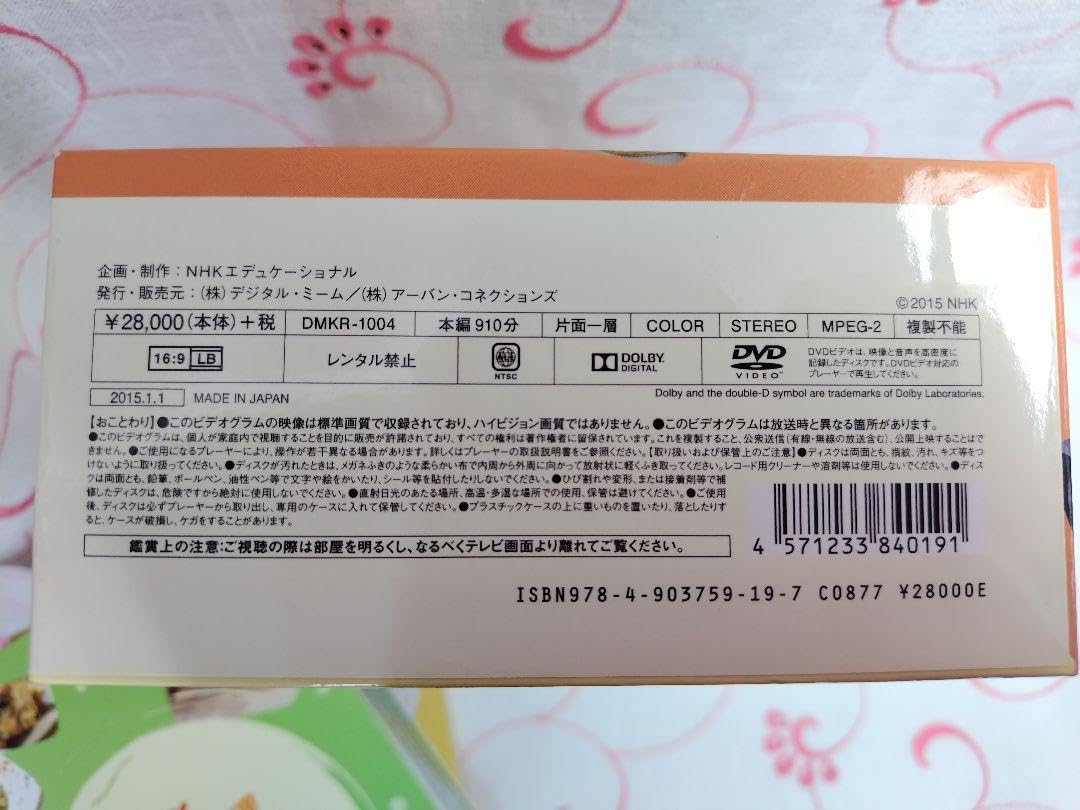 企画・制作：NHKエデュケーショナル
発行・販売元：（株）デジタル・ミーム／（株）アーバン・コネクションズ
©2015 NHK
¥28,000（本体）+税 DMKR-1004 本編910分 片面一層 COLOR STEREO MPEG-2 複製不能
16:9 LB レンタル禁止 NTSC DOLBY DIGITAL DVD VIDEO
DVDビデオは、映像と音声を高密度に
記録したディスクです。DVDビデオ対応の
プレーヤーで再生してください。
2015.1.1 MADE IN JAPAN Dolby and the double-D symbol are trademarks of Dolby Laboratories.
【おことわり】●このビデオグラムの映像は標準画質で収録されており、ハイビジョン画質ではありません。●このビデオグラムは放送時と異なる箇所があります。
●このビデオグラムは、個人が家庭内で視聴することを目的に販売が許諾されており、すべての権利は著作権者に留保されています。これを複製すること、公衆送信（有線・無線の放送含む）、公開上映することはで
きません。●ご使用になるプレーヤーにより、操作が若干異なる場合があります。詳しくはプレーヤーの取扱説明書をご参照ください。【取り扱いおよび保管上のご注意】●ディスクは両面とも、指紋、汚れ、キズ等をつ
けないように取り扱ってください。●ディスクが汚れたときは、メガネふきのような柔らかい布で内周から外周に向かって放射状に軽くふき取ってください。レコード用クリーナーや溶剤等は使用しないでください。●ディス
クは両面とも、鉛筆、ボールペン、油性ペン等で文字や絵をかいたり、シール等を貼付したりしないでください。●ひび割れや変形、または接着剤等で補
修したディスクは、危険ですから絶対に使用しないでください。●直射日光のあたる場所、高温・多湿な場所での使用、保管は避けてください。●ご使用
後、ディスクは必ずプレーヤーから取り出し、専用のケースに入れて保管してください。●プラスチックケースの上に重いものを置いたり、落としたりす
ると、ケースが破損し、ケガをすることがあります。
鑑賞上の注意：ご視聴の際は部屋を明るくし、なるべくテレビ画面より離れてご覧ください。
4 571233 840191
ISBN978-4-903759-19-7 C0877 ¥28000E